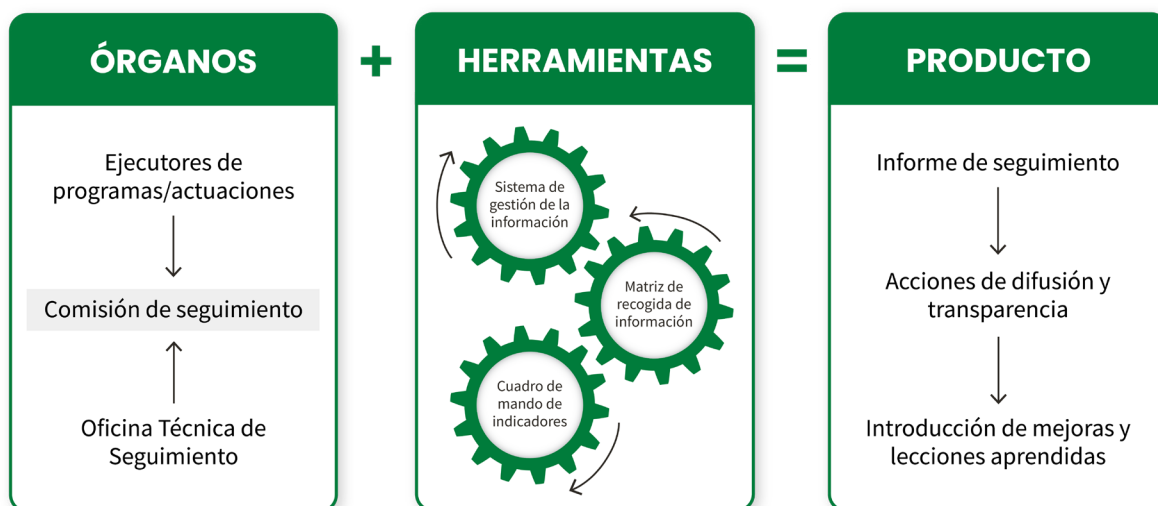 ÓRGANOS
+
HERRAMIENTAS
=
PRODUCTO
Ejecutores de
programas/actuaciones
Comisión de seguimiento
Oficina Técnica de
Seguimiento
Sistema de
gestión de la
información
Matriz de
recogida de
información
Cuadro de
mando de
indicadores
Informe de seguimiento
Acciones de difusión y
transparencia
Introducción de mejoras y
lecciones aprendidas